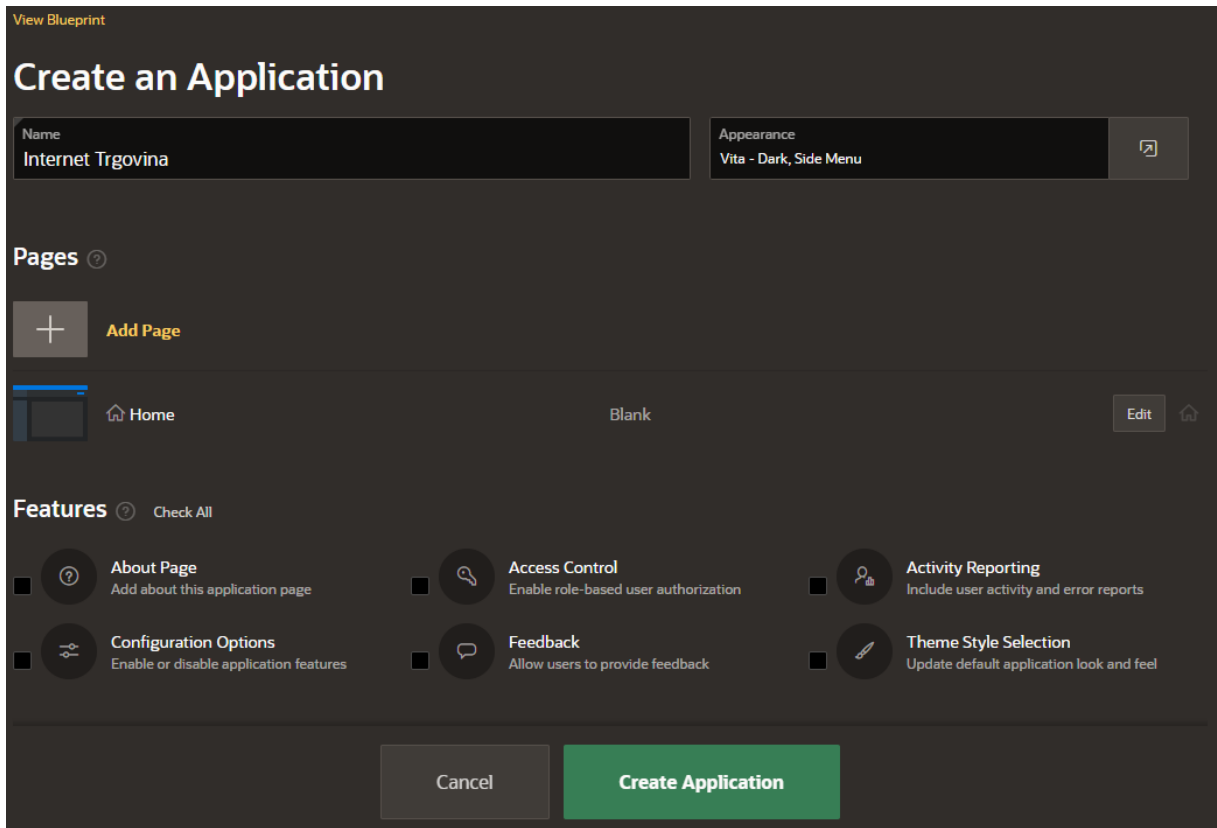 View Blueprint
Create an Application
Name
Internet Trgovina
Appearance
Vita - Dark, Side Menu
Pages
Add Page
Home
Blank
Edit
Features
Check All
About Page
Add about this application page
Access Control
Enable role-based user authorization
Activity Reporting
Include user activity and error reports
Configuration Options
Enable or disable application features
Feedback
Allow users to provide feedback
Theme Style Selection
Update default application look and feel
Cancel
Create Application